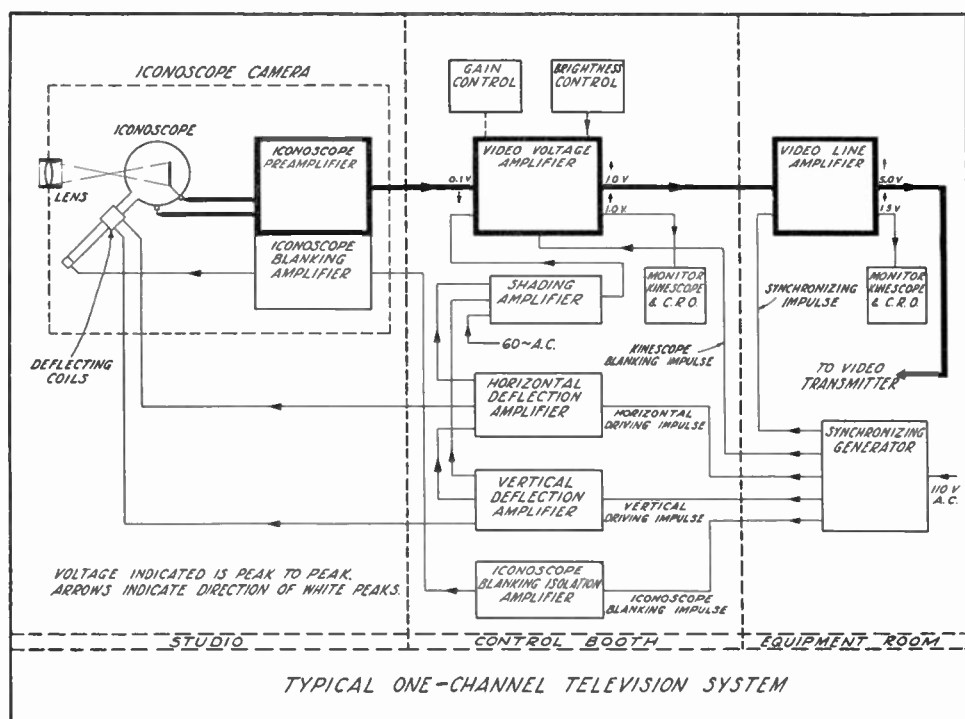 ICONOSCOPE CAMERA
ICONOSCOPE
LENS
ICONOSCOPE
PREAMPLIFIER
ICONOSCOPE
BLANKING
AMPLIFIER
DEFLECTING
COILS
VOLTAGE INDICATED IS PEAK TO PEAK.
ARROWS INDICATE DIRECTION OF WHITE PEAKS.
STUDIO
GAIN
CONTROL
BRIGHTNESS
CONTROL
0.1V
VIDEO VOLTAGE
AMPLIFIER
1.0 V
1.0 V
SHADING
AMPLIFIER
60~A.C.
MONITOR
KINESCOPE
& C.R.O.
KINESCOPE
BLANKING IMPULSE
HORIZONTAL
DEFLECTION
AMPLIFIER
HORIZONTAL
DRIVING IMPULSE
VERTICAL
DEFLECTION
AMPLIFIER
VERTICAL
DRIVING IMPULSE
ICONOSCOPE
BLANKING ISOLATION
AMPLIFIER
ICONOSCOPE
BLANKING IMPULSE
CONTROL BOOTH
VIDEO LINE
AMPLIFIER
5.0V
1.5 V
SYNCHRONIZING
IMPULSE
MONITOR
KINESCOPE
& C.R.O.
TO VIDEO
TRANSMITTER
SYNCHRONIZING
GENERATOR
110 V
A.C.
EQUIPMENT ROOM
TYPICAL ONE-CHANNEL TELEVISION SYSTEM